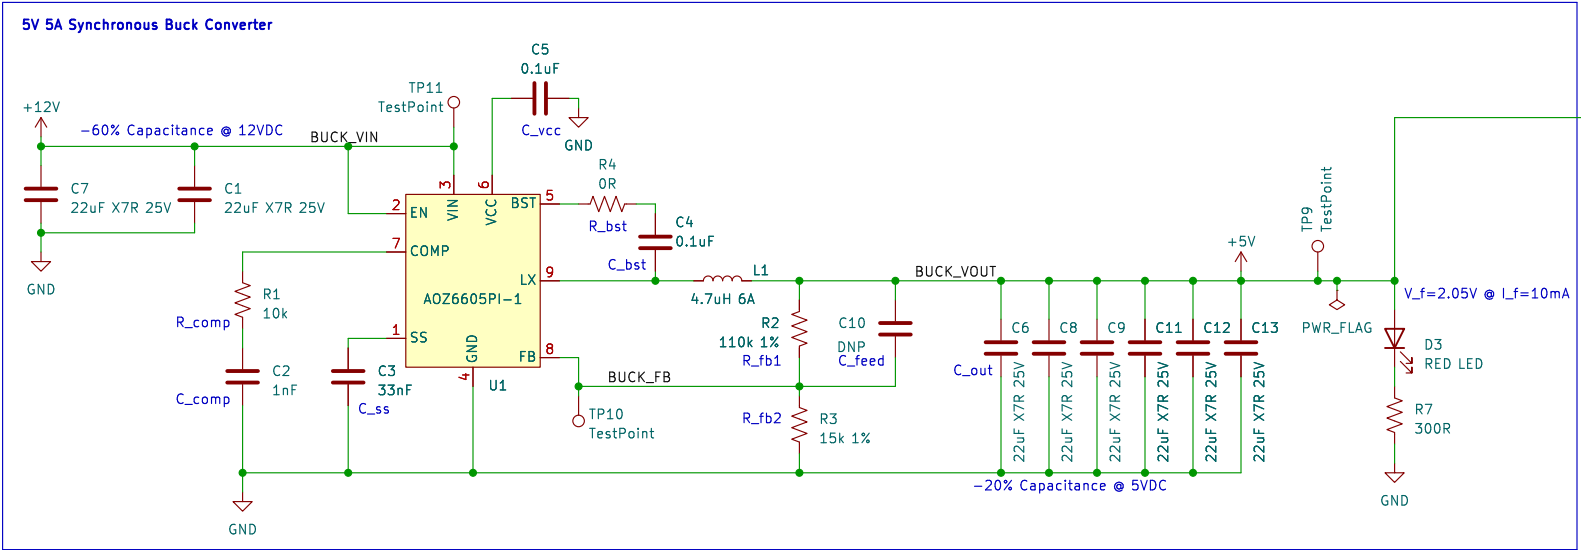 5V 5A Synchronous Buck Converter
C5
0.1uF
C_vcc
GND
TP11
TestPoint
+12V
-60% Capacitance @ 12VDC
BUCK_VIN
C7
22uF X7R 25V
C1
22uF X7R 25V
GND
3
6
VIN
VCC
BST
5
2
EN
7
COMP
LX
9
AOZ6605PI-1
1
SS
GND
FB
8
4
U1
R4
0R
R_bst
C4
0.1uF
C_bst
L1
4.7uH 6A
R1
10k
R_comp
C2
1nF
C_comp
C3
33nF
C_ss
GND
BUCK_FB
TP10
TestPoint
R2
110k 1%
R_fb1
C10
DNP
C_feed
R_fb2
R3
15k 1%
BUCK_VOUT
C6
22uF X7R 25V
C8
22uF X7R 25V
C9
22uF X7R 25V
C11
22uF X7R 25V
C12
22uF X7R 25V
C13
22uF X7R 25V
C_out
-20% Capacitance @ 5VDC
+5V
TP9
TestPoint
PWR_FLAG
V_f=2.05V @ I_f=10mA
D3
RED LED
R7
300R
GND